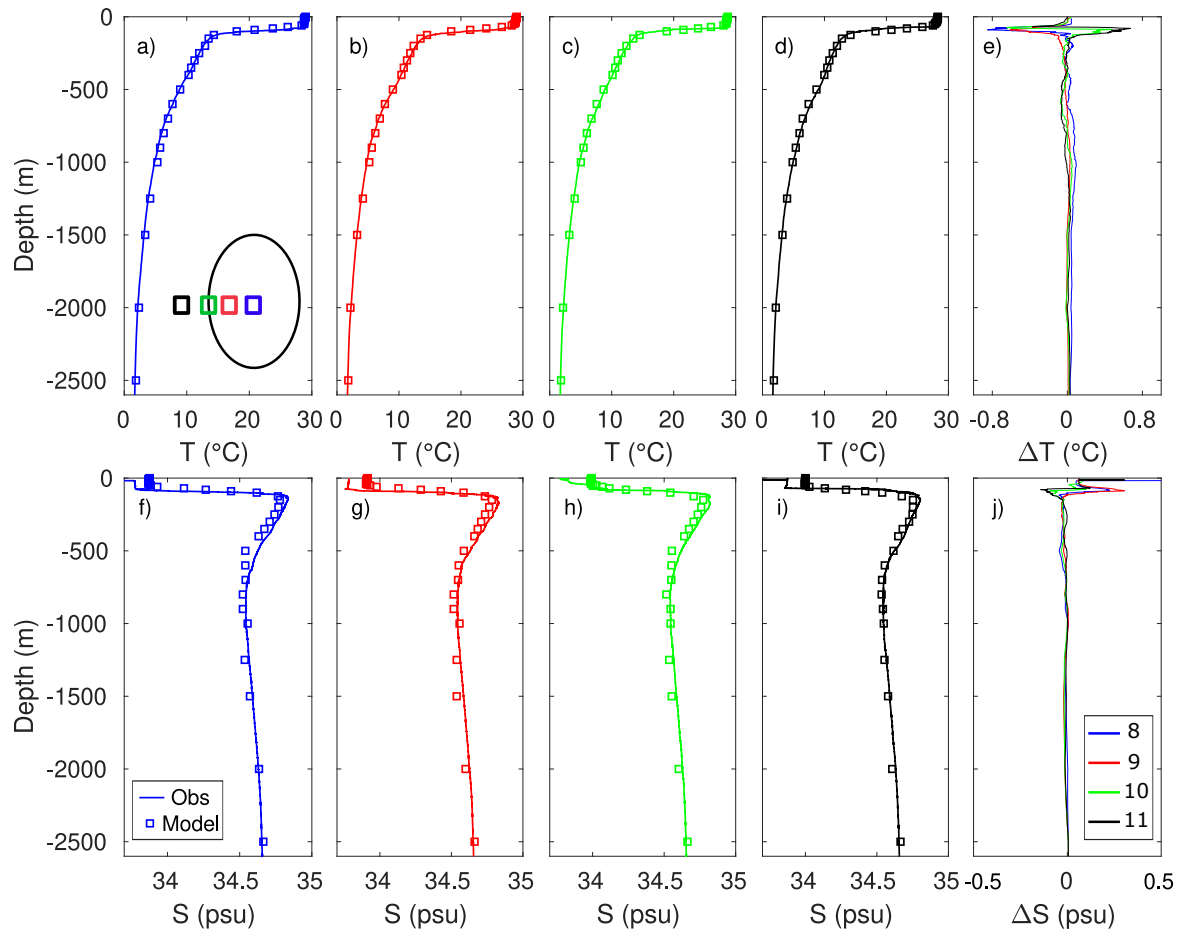 a) b) c) d) e)
0
-500
-1000
-1500
-2000
-2500
Depth (m)
0 10 20 30 0 10 20 30 0 10 20 30 0 10 20 30 -0.8 0 0.8
T (°C) T (°C) T (°C) T (°C) ΔT (°C)
f) g) h) i) j)
0
-500
-1000
-1500
-2000
-2500
Depth (m)
Obs
Model
8
9
10
11
34 34.5 35 34 34.5 35 34 34.5 35 34 34.5 35 -0.5 0 0.5
S (psu) S (psu) S (psu) S (psu) ΔS (psu)